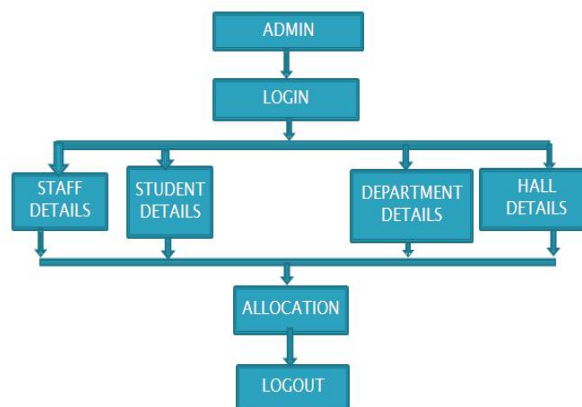 ADMIN
LOGIN
STAFF
DETAILS
STUDENT
DETAILS
DEPARTMENT
DETAILS
HALL
DETAILS
ALLOCATION
LOGOUT